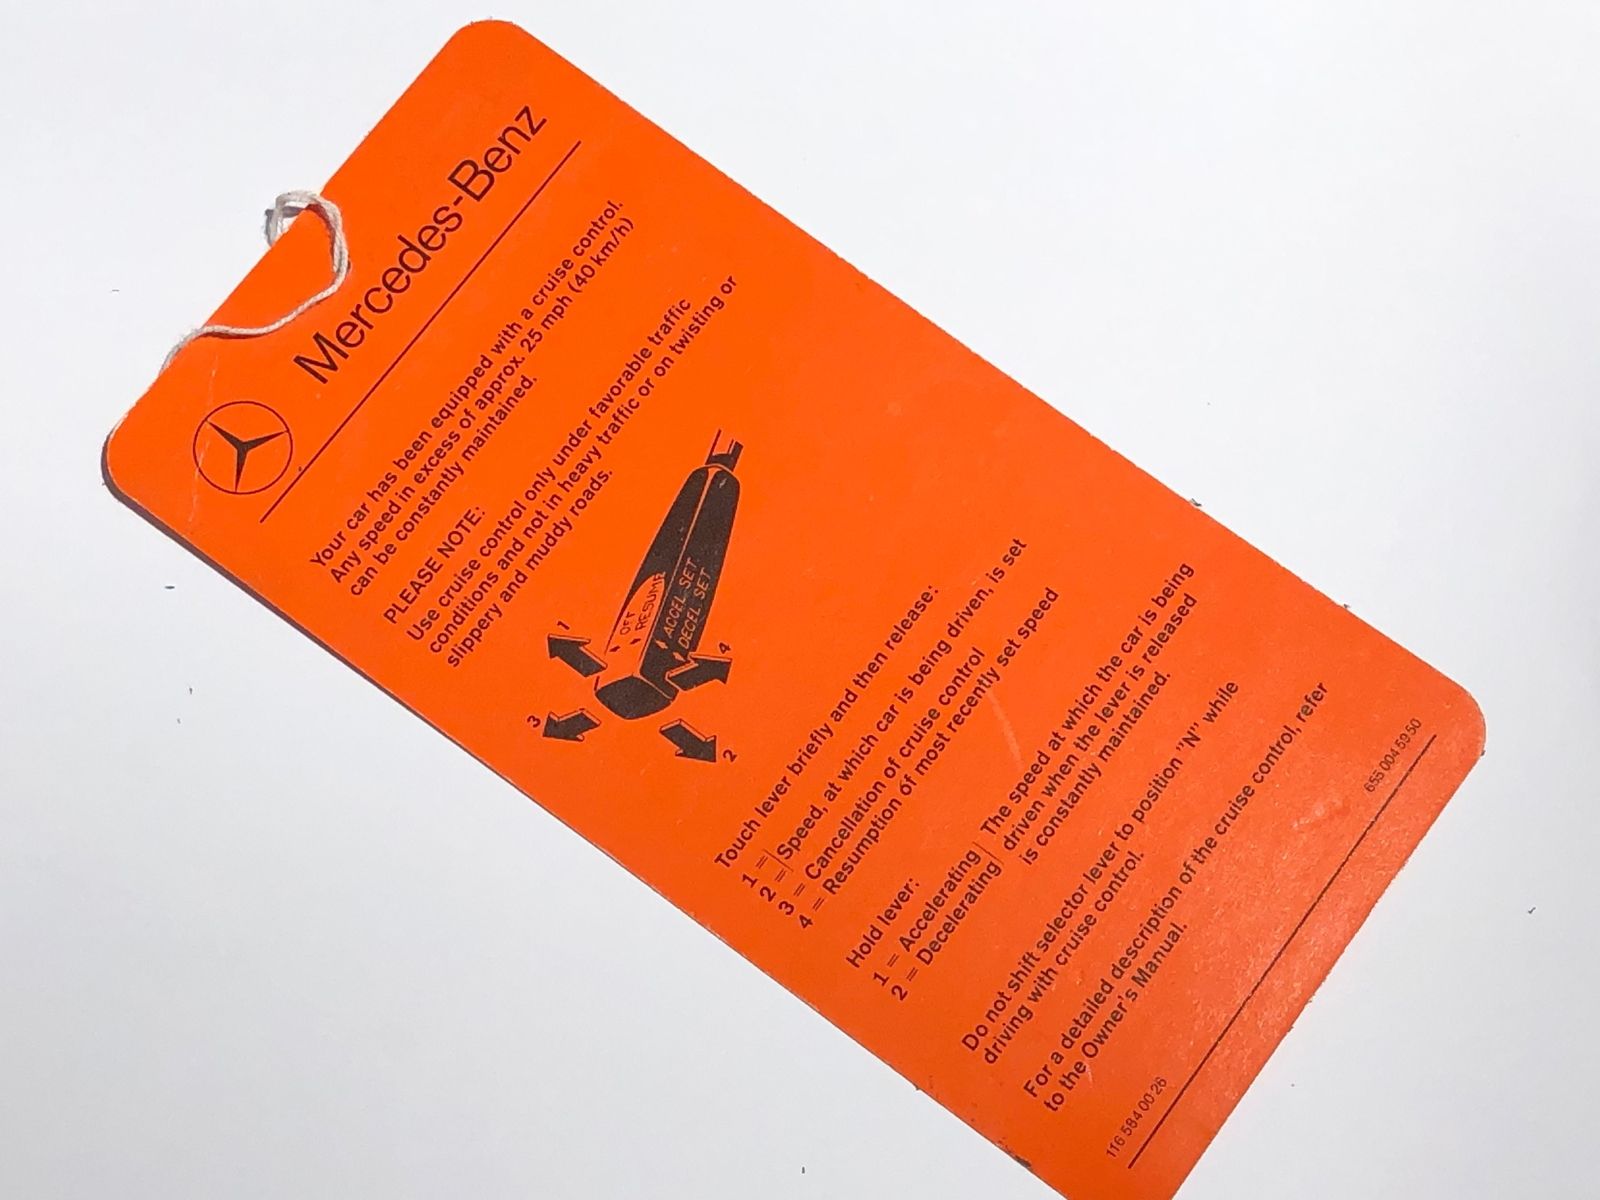 Mercedes-Benz
Your car has been equipped with a cruise control.
Any speed in excess of approx. 25 mph (40 km/h)
can be constantly maintained.
PLEASE NOTE:
Use cruise control only under favorable traffic
conditions and not in heavy traffic or on twisting or
slippery and muddy roads.
OFF
RESUME
ACCEL-SET
DECEL SET
1
4
3
2
Touch lever briefly and then release:
1 =
2 = Speed, at which car is being driven, is set
3 = Cancellation of cruise control
4 = Resumption of most recently set speed
Hold lever:
1 = Accelerating The speed at which the car is being
2 = Decelerating driven when the lever is released
is constantly maintained.
Do not shift selector lever to position "N" while
driving with cruise control.
For a detailed description of the cruise control, refer
to the Owner's Manual.
116 584 00 26 655 004 59 50